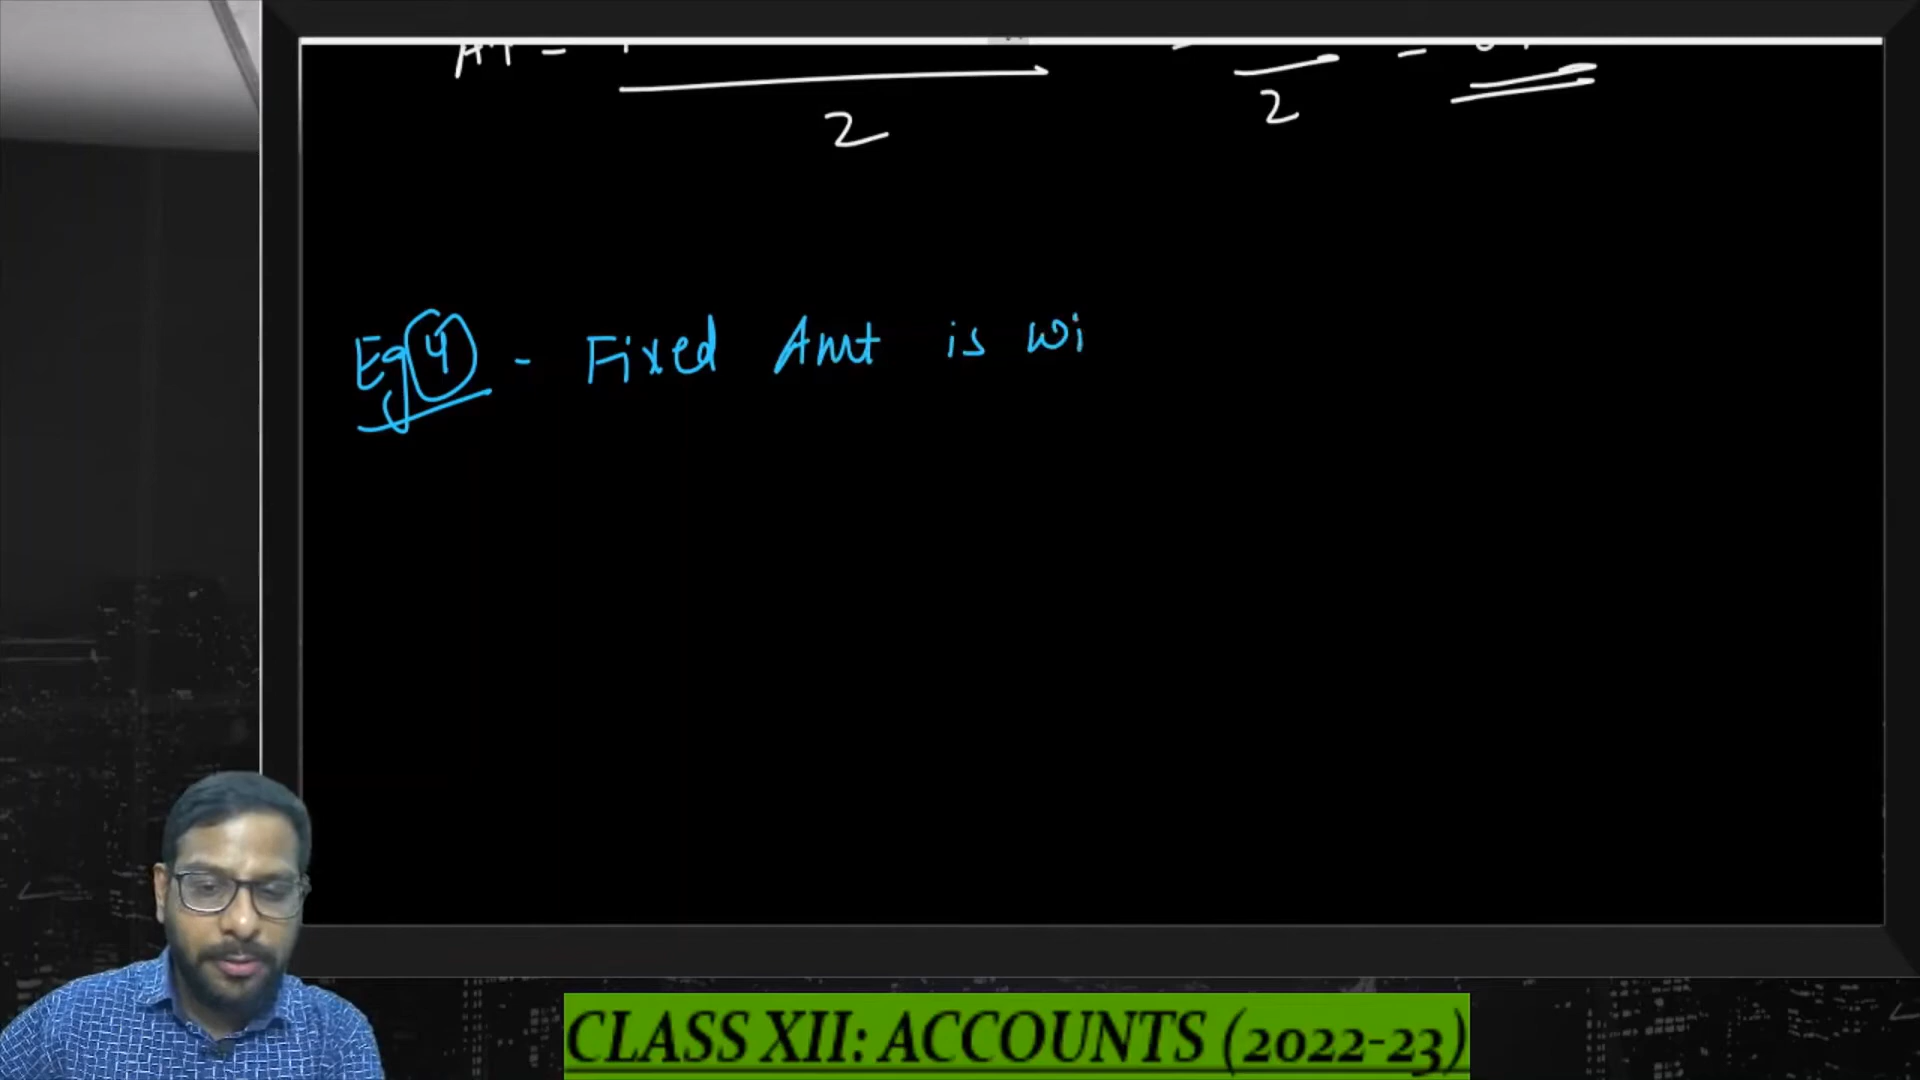 2 2
Eg 4 - Fixed Amt is wi
CLASS XII: ACCOUNTS (2022-23)